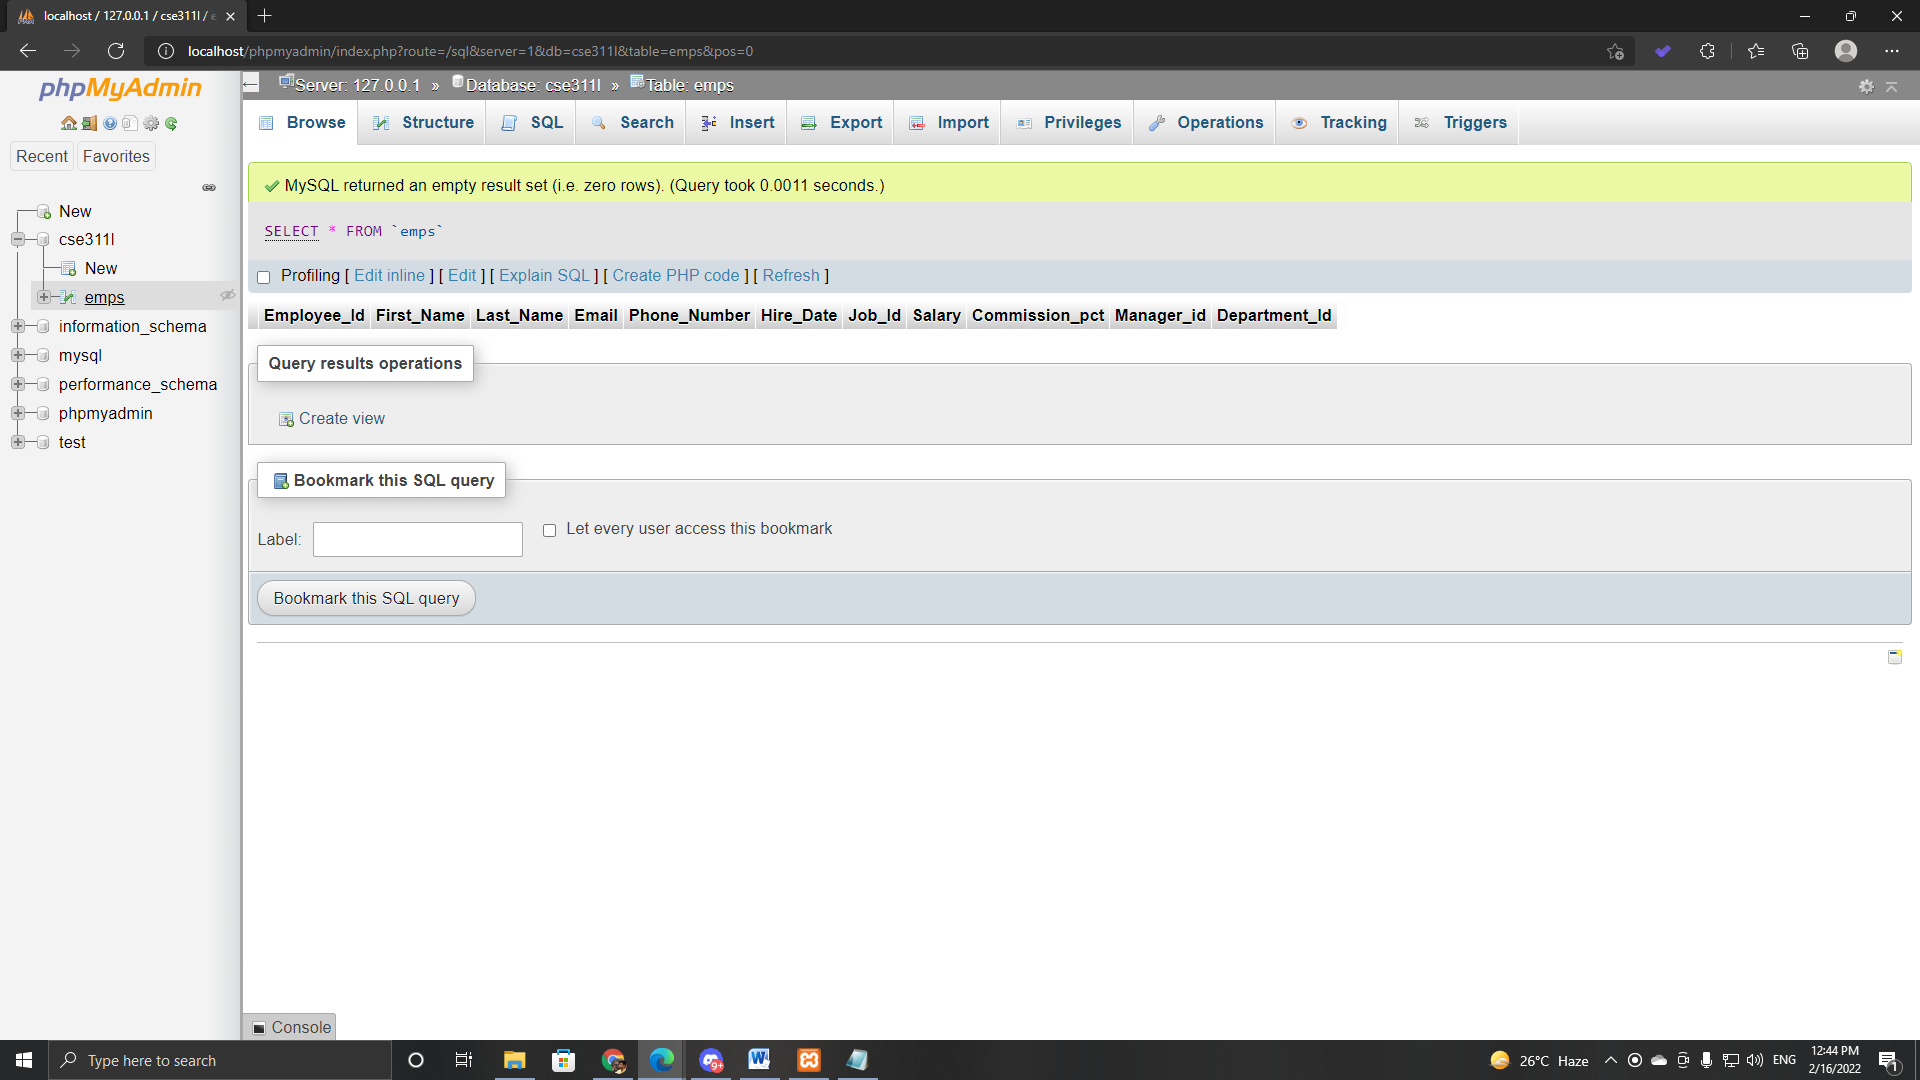 localhost / 127.0.0.1 / cse311l /
localhost/phpmyadmin/index.php?route=/sql&server=1&db=cse311l&table=emps&pos=0
phpMyAdmin
Recent Favorites
New
cse311l
New
emps
information_schema
mysql
performance_schema
phpmyadmin
test
Server: 127.0.0.1 » Database: cse311l » Table: emps
Browse Structure SQL Search Insert Export Import Privileges Operations Tracking Triggers
MySQL returned an empty result set (i.e. zero rows). (Query took 0.0011 seconds.)
SELECT * FROM `emps`
Profiling [ Edit inline ] [ Edit ] [ Explain SQL ] [ Create PHP code ] [ Refresh ]
Employee_Id First_Name Last_Name Email Phone_Number Hire_Date Job_Id Salary Commission_pct Manager_id Department_Id
Query results operations
Create view
Bookmark this SQL query
Label: Let every user access this bookmark
Bookmark this SQL query
Console
Type here to search
9+
26°C Haze
ENG
12:44 PM
2/16/2022
1